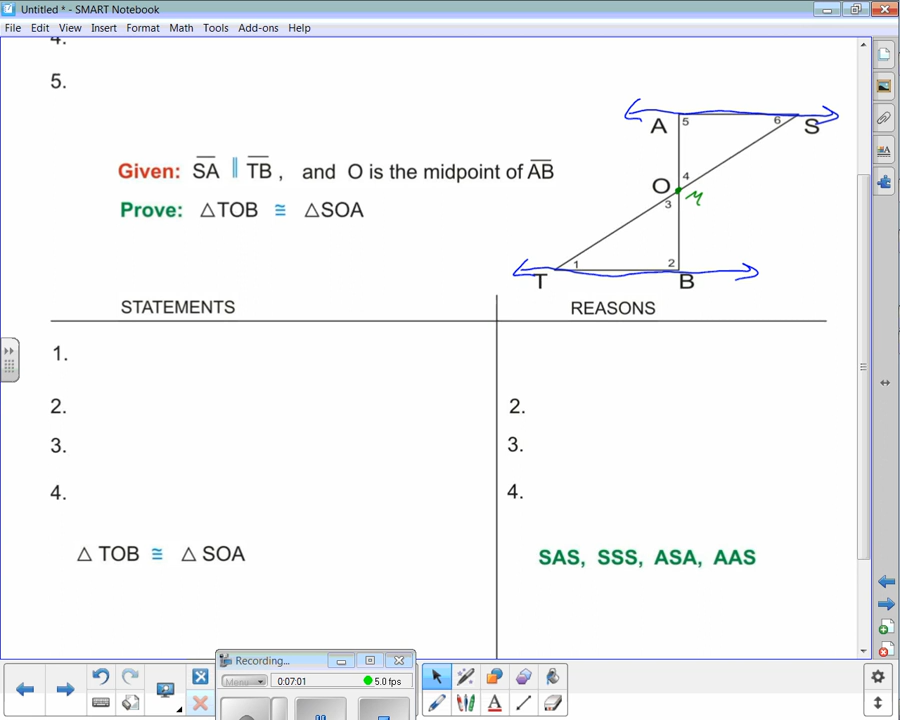 Untitled * - SMART Notebook
File Edit View Insert Format Math Tools Add-ons Help
4.
5.
A 5 6 S
Given: SA ∥ TB , and O is the midpoint of AB
O 4 M
3
Prove: △TOB ≅ △SOA
1 2
T B
STATEMENTS REASONS
1.
2. 2.
3. 3.
4. 4.
△ TOB ≅ △ SOA
SAS, SSS, ASA, AAS
Recording...
Menu 0:07:01 5.0 fps
A